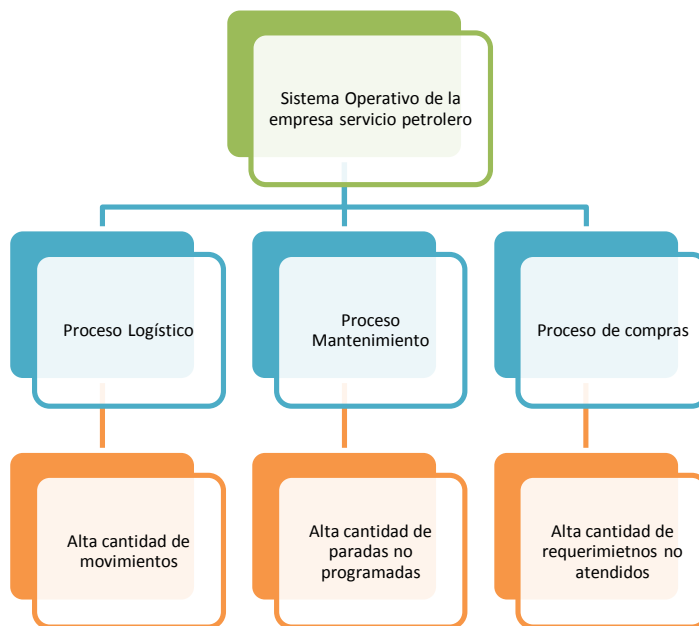 Sistema Operativo de la
empresa servicio petrolero
Proceso Logístico
Proceso
Mantenimiento
Proceso de compras
Alta cantidad de
movimientos
Alta cantidad de
paradas no
programadas
Alta cantidad de
requerimietnos no
atendidos